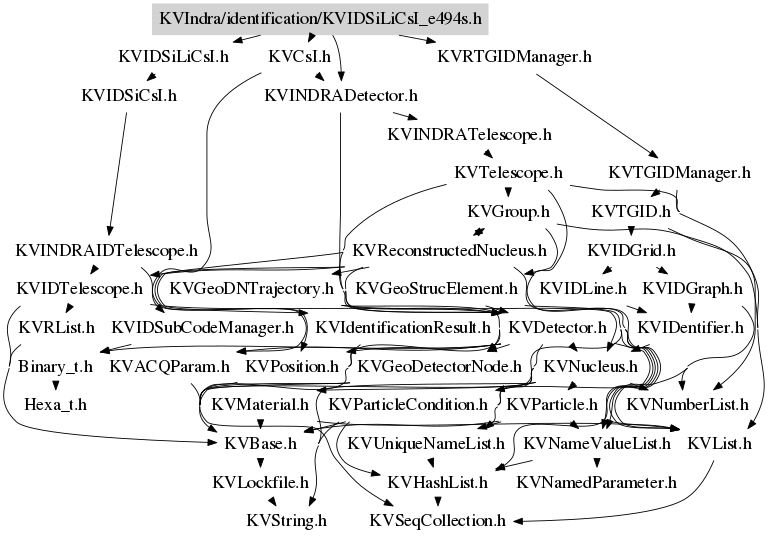 KVIndra/identification/KVIDSiLiCsI_e494s.h
KVIDSiLiCsI.h KVCsI.h KVRTGIDManager.h
KVIDSiCsI.h KVINDRADetector.h
KVINDRATelescope.h
KVTelescope.h KVTGIDManager.h
KVGroup.h KVTGID.h
KVINDRAIDTelescope.h KVReconstructedNucleus.h KVIDGrid.h
KVIDTelescope.h KVGeoDNTrajectory.h KVGeoStrucElement.h KVIDLine.h KVIDGraph.h
KVRList.h KVIDSubCodeManager.h KVIdentificationResult.h KVDetector.h KVIDentifier.h
Binary_t.h KVACQParam.h KVPosition.h KVGeoDetectorNode.h KVNucleus.h
Hexa_t.h KVMaterial.h KVParticleCondition.h KVParticle.h KVNumberList.h
KVBase.h KVUniqueNameList.h KVNameValueList.h KVList.h
KVLockfile.h KVHashList.h KVNamedParameter.h
KVString.h KVSeqCollection.h